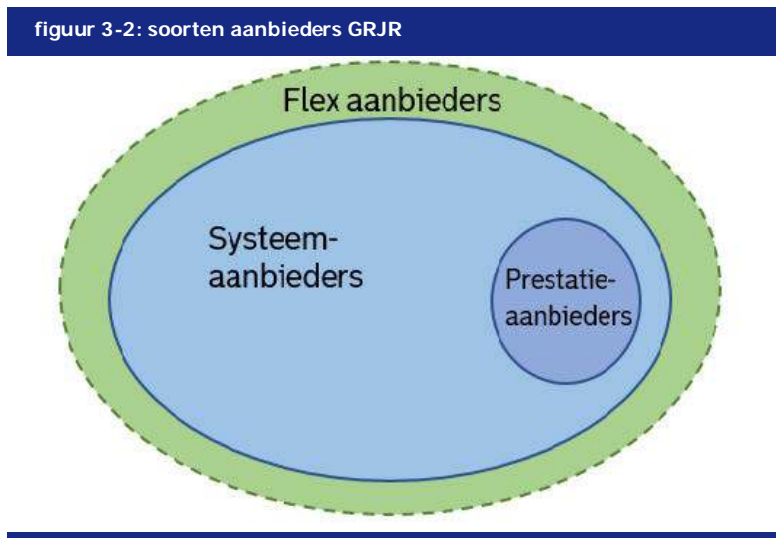 figuur 3-2: soorten aanbieders GRJR
Flex aanbieders
Systeem-
aanbieders
Prestatie-
aanbieders